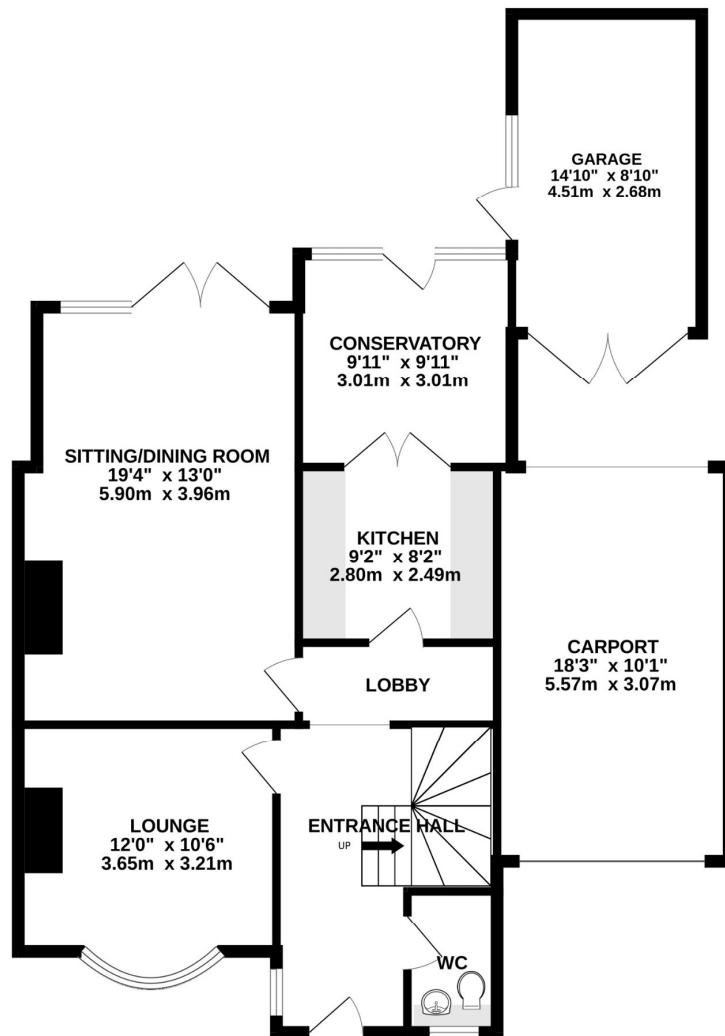 GARAGE
14'10" x 8'10"
4.51m x 2.68m
CONSERVATORY
9'11" x 9'11"
3.01m x 3.01m
SITTING/DINING ROOM
19'4" x 13'0"
5.90m x 3.96m
KITCHEN
9'2" x 8'2"
2.80m x 2.49m
CARPORT
18'3" x 10'1"
5.57m x 3.07m
LOBBY
LOUNGE
12'0" x 10'6"
3.65m x 3.21m
ENTRANCE HALL
UP
WC